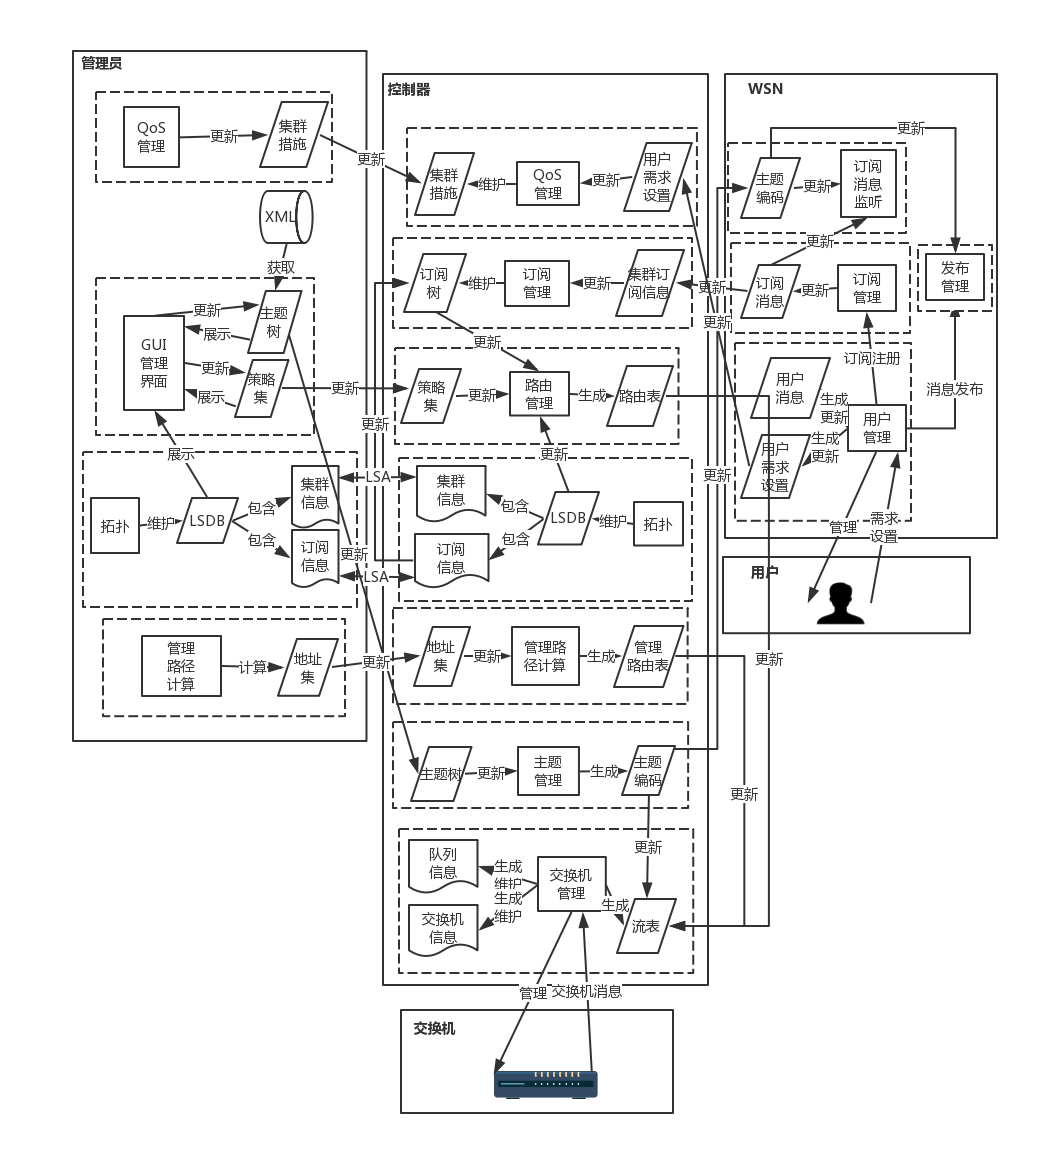 管理员
QoS
管理
更新
集群
措施
更新
XML
获取
GUI
管理
界面
更新
展示
主题
树
更新
展示
策略
集
更新
展示
拓扑
维护
LSDB
包含
包含
集群
信息
订阅
信息
LSA
LSA
更新
管理
路径
计算
计算
地址
集
更新
控制器
集群
措施
维护
QoS
管理
更新
用户
需求
设置
订阅
树
维护
订阅
管理
更新
集群订
阅信息
更新
更新
更新
策略
集
更新
路由
管理
生成
路由表
更新
更新
集群
信息
订阅
信息
包含
包含
LSDB
维护
拓扑
更新
地址
集
更新
管理路
径计算
生成
管理
路由表
更新
更新
主题树
更新
主题
管理
生成
主题
编码
更新
队列
信息
交换机
信息
生成
维护
生成
维护
交换机
管理
生成
流表
管理
交换机消息
交换机
WSN
更新
主题
编码
更新
订阅
消息
监听
更新
订阅
消息
更新
订阅
管理
发布
管理
订阅注册
消息发布
用户
消息
生成
更新
用户
需求
设置
生成
更新
用户
管理
管理
需求
设置
用户